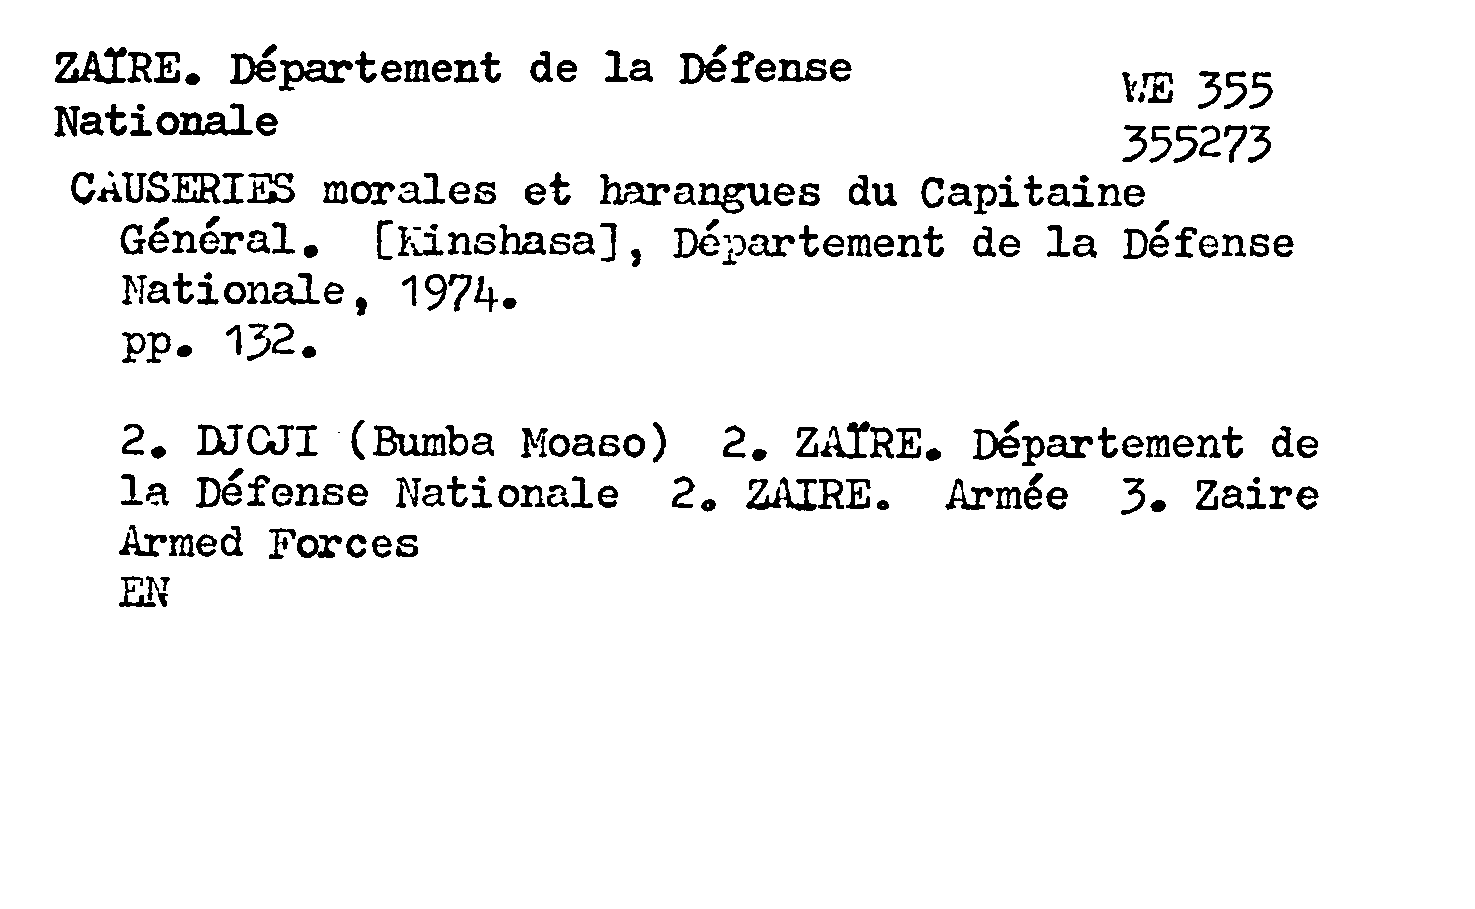 ZAÏRE. Département de la Défense
Nationale
WE 355
355273
CAUSERIES morales et harangues du Capitaine
Général. [Kinshasa], Département de la Défense
Nationale, 1974.
pp. 132.
2. DJOJI (Bumba Moaso) 2. ZAÏRE. Département de
la Défense Nationale 2. ZAIRE. Armée 3. Zaire
Armed Forces
EN